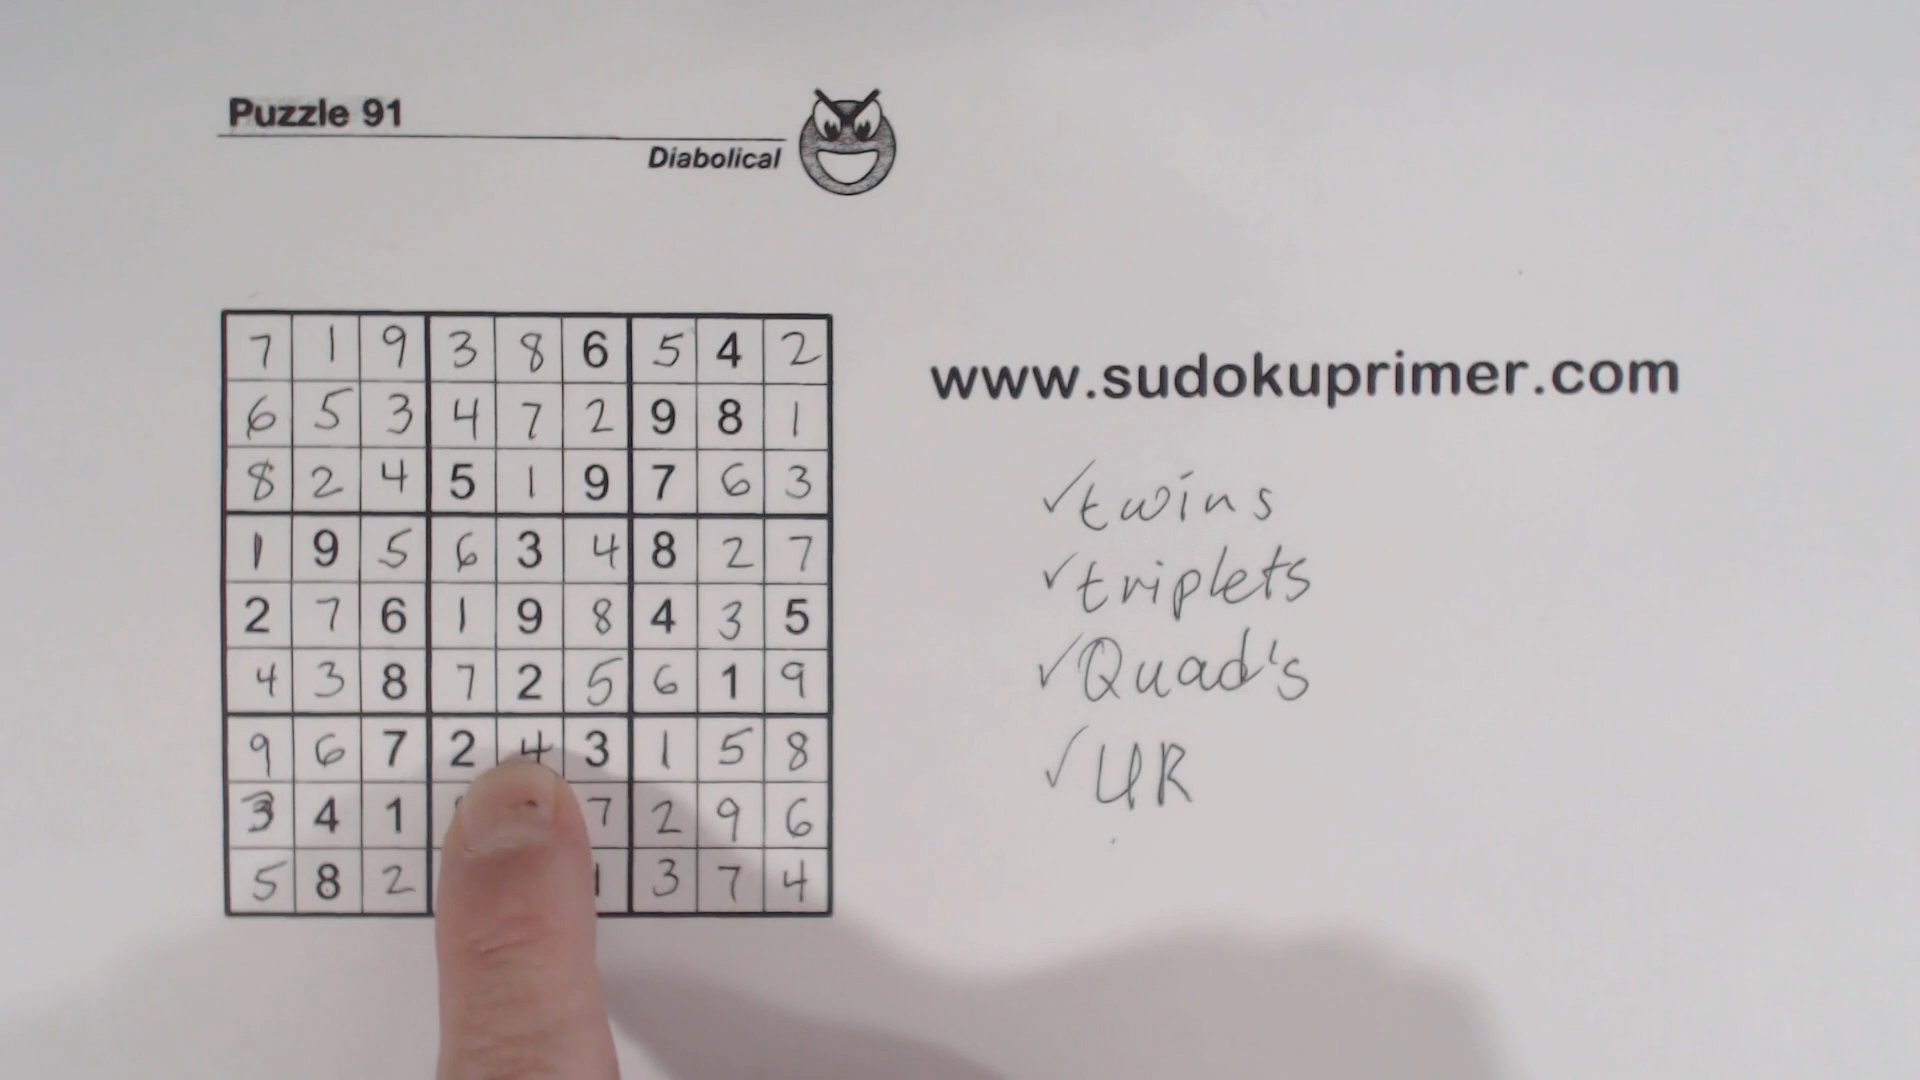 Puzzle 91
Diabolical
7 1 9 3 8 6 5 4 2
6 5 3 4 7 2 9 8 1
8 2 4 5 1 9 7 6 3
1 9 5 6 3 4 8 2 7
2 7 6 1 9 8 4 3 5
4 3 8 7 2 5 6 1 9
9 6 7 2 4 3 1 5 8
3 4 1 7 2 9 6
5 8 2 1 3 7 4
www.sudokuprimer.com
✓twins
✓triplets
✓Quad's
✓UR